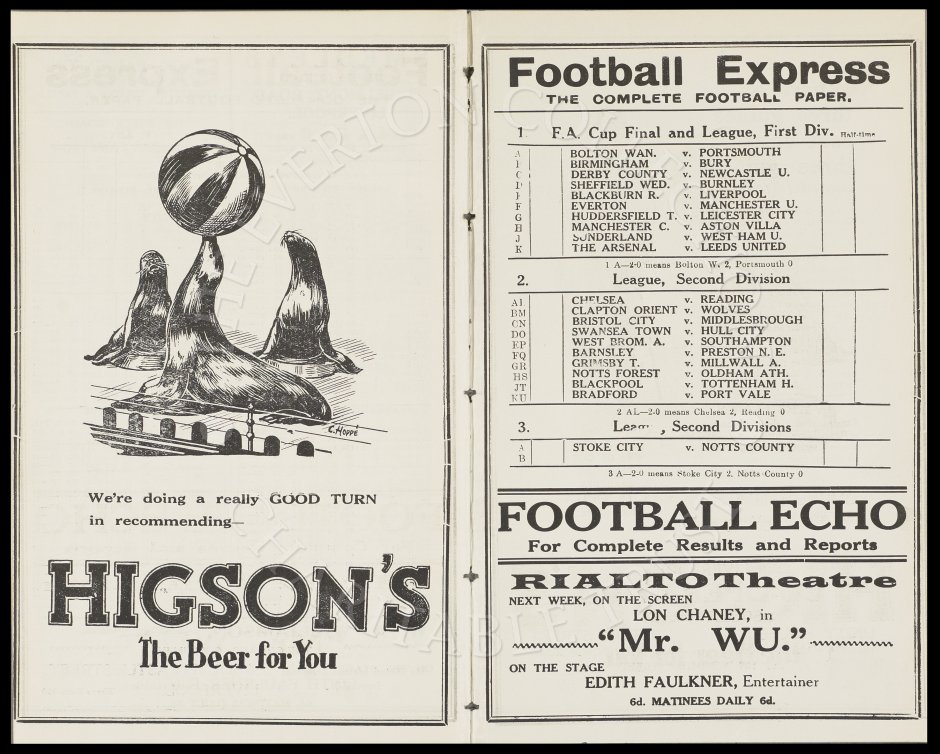 C. HOPPÉ
We're doing a really GOOD TURN
in recommending—
HIGSON'S
The Beer for You
Football Express
THE COMPLETE FOOTBALL PAPER.
1 F.A. Cup Final and League, First Div. Half-time
A BOLTON WAN. v. PORTSMOUTH
BIRMINGHAM v. BURY
C DERBY COUNTY v. NEWCASTLE U.
D SHEFFIELD WED. v. BURNLEY
BLACKBURN R. v. LIVERPOOL
F EVERTON v. MANCHESTER U.
G HUDDERSFIELD T. v. LEICESTER CITY
H MANCHESTER C. v. ASTON VILLA
J SUNDERLAND v. WEST HAM U.
K THE ARSENAL v. LEEDS UNITED
1 A—2-0 means Bolton W. 2, Portsmouth 0
2. League, Second Division
AL CHELSEA v. READING
BM CLAPTON ORIENT v. WOLVES
CN BRISTOL CITY v. MIDDLESBROUGH
DO SWANSEA TOWN v. HULL CITY
EP WEST BROM. A. v. SOUTHAMPTON
FQ BARNSLEY v. PRESTON N. E.
GR GRIMSBY T. v. MILLWALL A.
HS NOTTS FOREST v. OLDHAM ATH.
JT BLACKPOOL v. TOTTENHAM H.
KU BRADFORD v. PORT VALE
2 AL—2-0 means Chelsea 2, Reading 0
3. , Second Divisions
A STOKE CITY v. NOTTS COUNTY
B
3 A—2-0 means Stoke City 2, Notts County 0
FOOTBALL ECHO
For Complete Results and Reports
RIALTO Theatre
NEXT WEEK, ON THE SCREEN
LON CHANEY, in
"Mr. WU."
ON THE STAGE
EDITH FAULKNER, Entertainer
6d. MATINEES DAILY 6d.
THE EVERTON COLLECTION
CHARITABLE TRUST